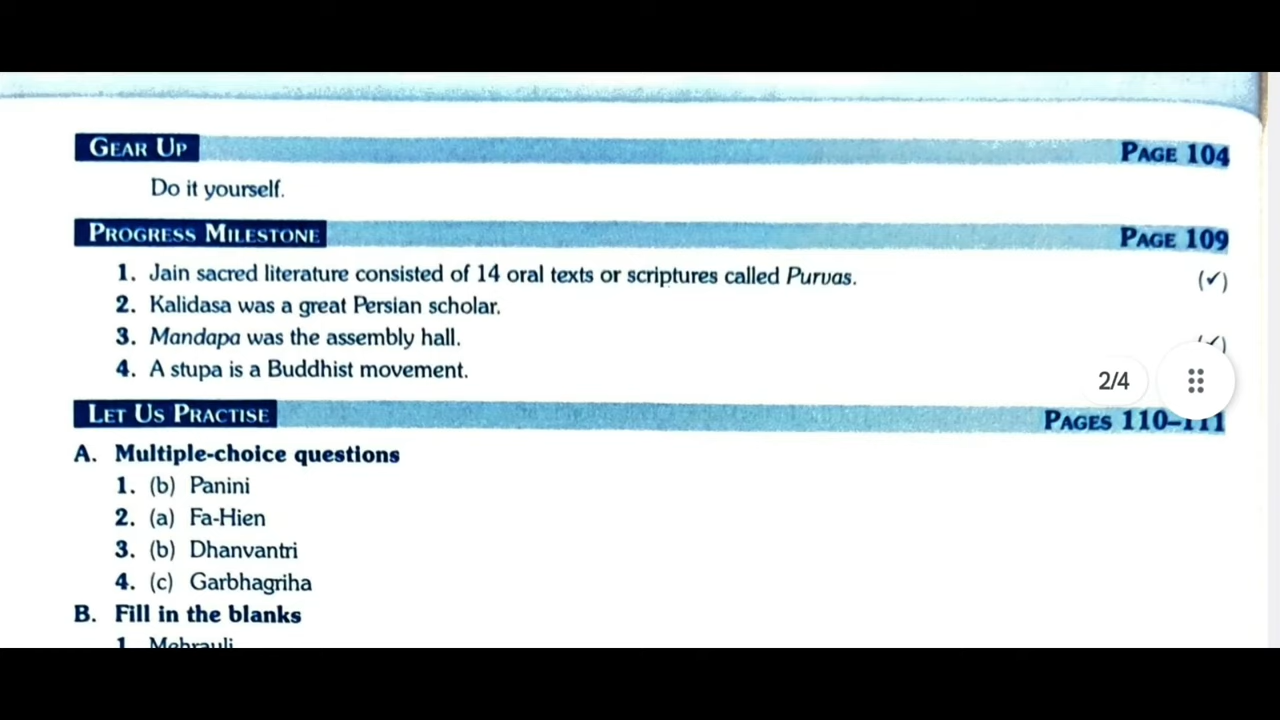 GEAR UP PAGE 104
Do it yourself.
PROGRESS MILESTONE PAGE 109
1. Jain sacred literature consisted of 14 oral texts or scriptures called Purvas. (✓)
2. Kalidasa was a great Persian scholar.
3. Mandapa was the assembly hall. (✓)
4. A stupa is a Buddhist movement.
2/4
LET US PRACTISE PAGES 110–111
A. Multiple-choice questions
1. (b) Panini
2. (a) Fa-Hien
3. (b) Dhanvantri
4. (c) Garbhagriha
B. Fill in the blanks
1. Mehrauli